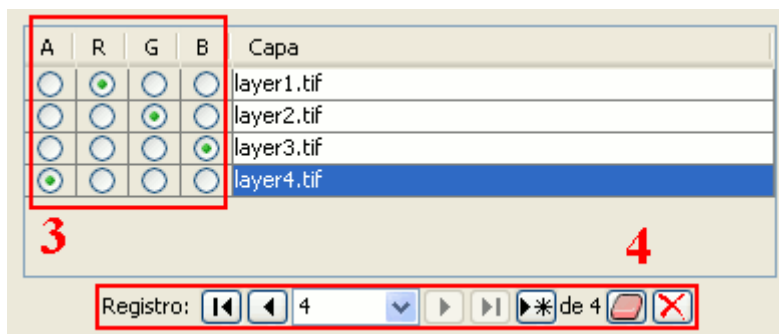 A R G B Capa
layer1.tif
layer2.tif
layer3.tif
layer4.tif
3
4
Registro: 4 de 4